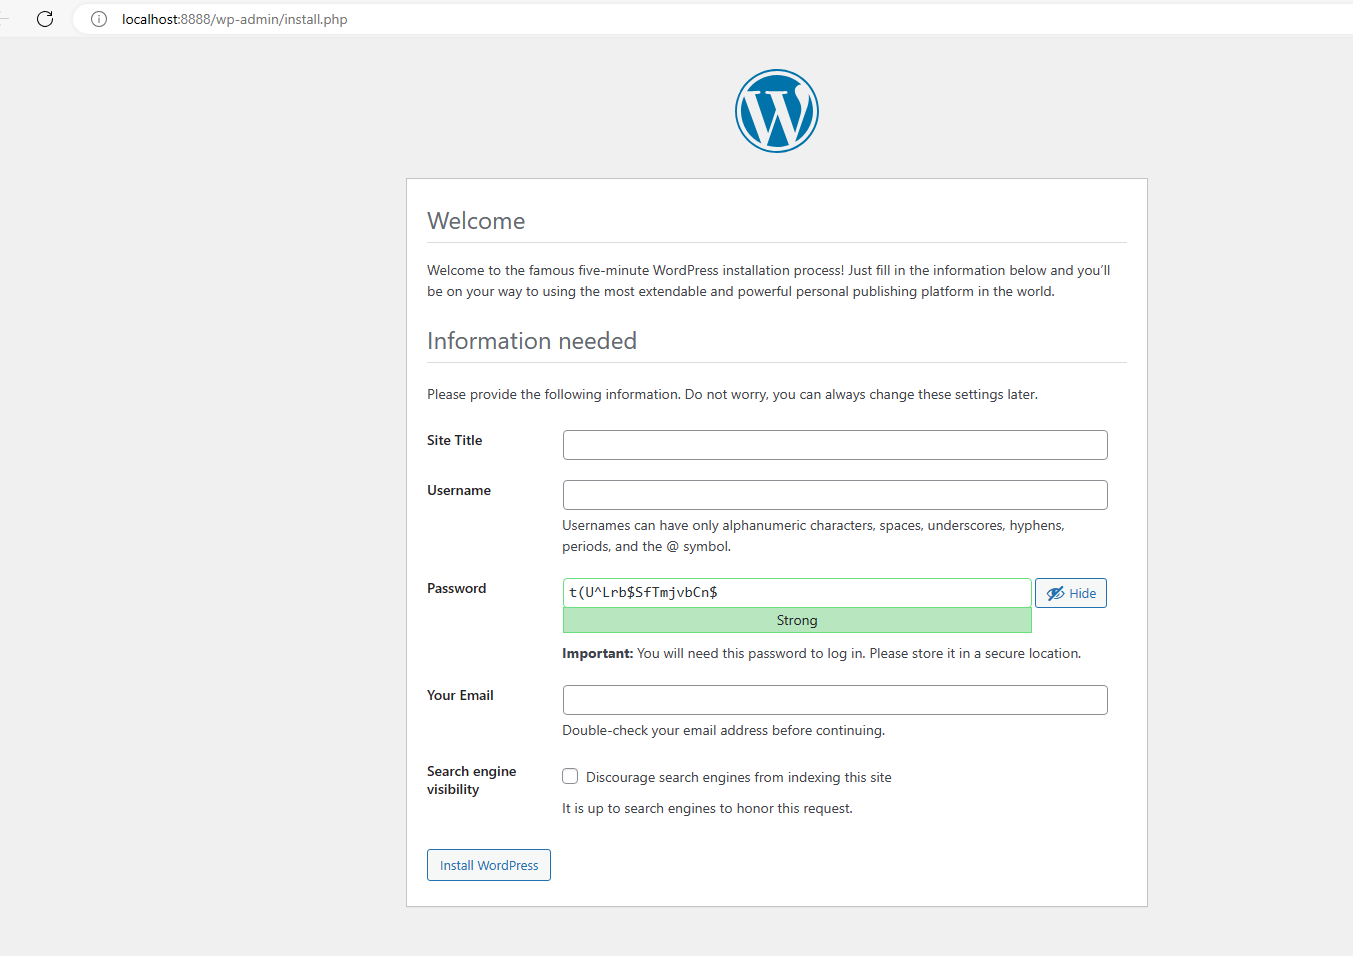 localhost:8888/wp-admin/install.php
Welcome
Welcome to the famous five-minute WordPress installation process! Just fill in the information below and you’ll
be on your way to using the most extendable and powerful personal publishing platform in the world.
Information needed
Please provide the following information. Do not worry, you can always change these settings later.
Site Title
Username
Usernames can have only alphanumeric characters, spaces, underscores, hyphens,
periods, and the @ symbol.
Password
t(U^Lrb$SfTmjvbCn$
Hide
Strong
Important: You will need this password to log in. Please store it in a secure location.
Your Email
Double-check your email address before continuing.
Search engine
visibility
Discourage search engines from indexing this site
It is up to search engines to honor this request.
Install WordPress